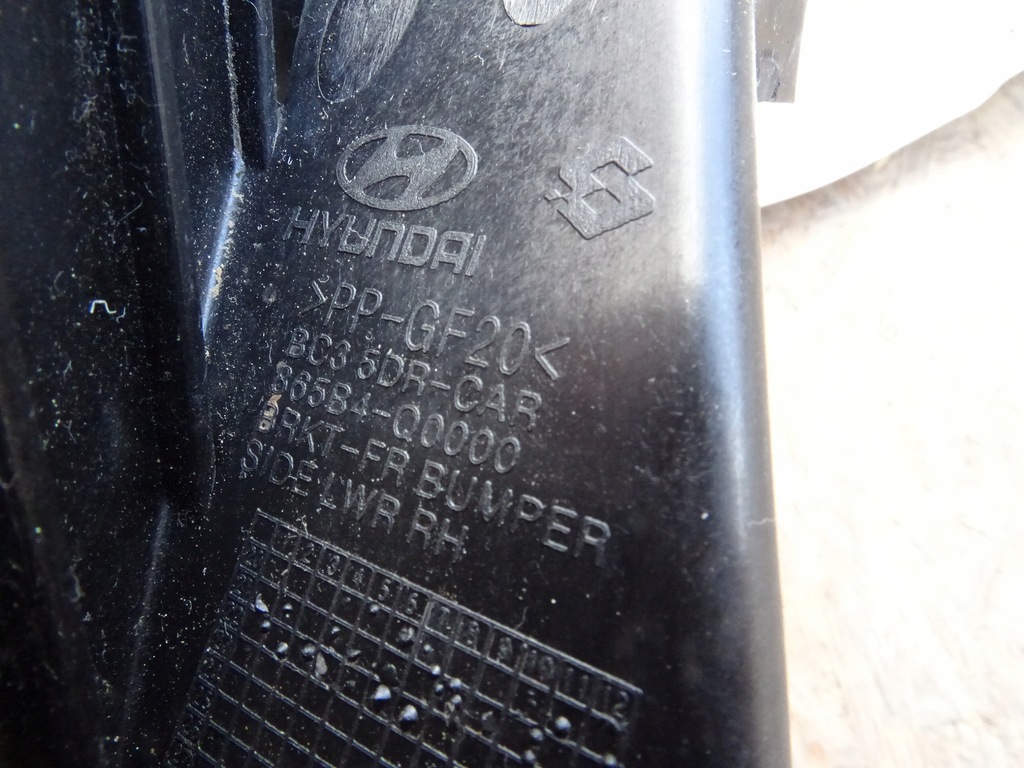 HYUNDAI
>PP-GF20<
BC3 5DR-CAR
865B4-Q0000
BRKT-FR BUMPER
SIDE LWR RH
1 2 3 4 5 6 7 8 9 10 11 12